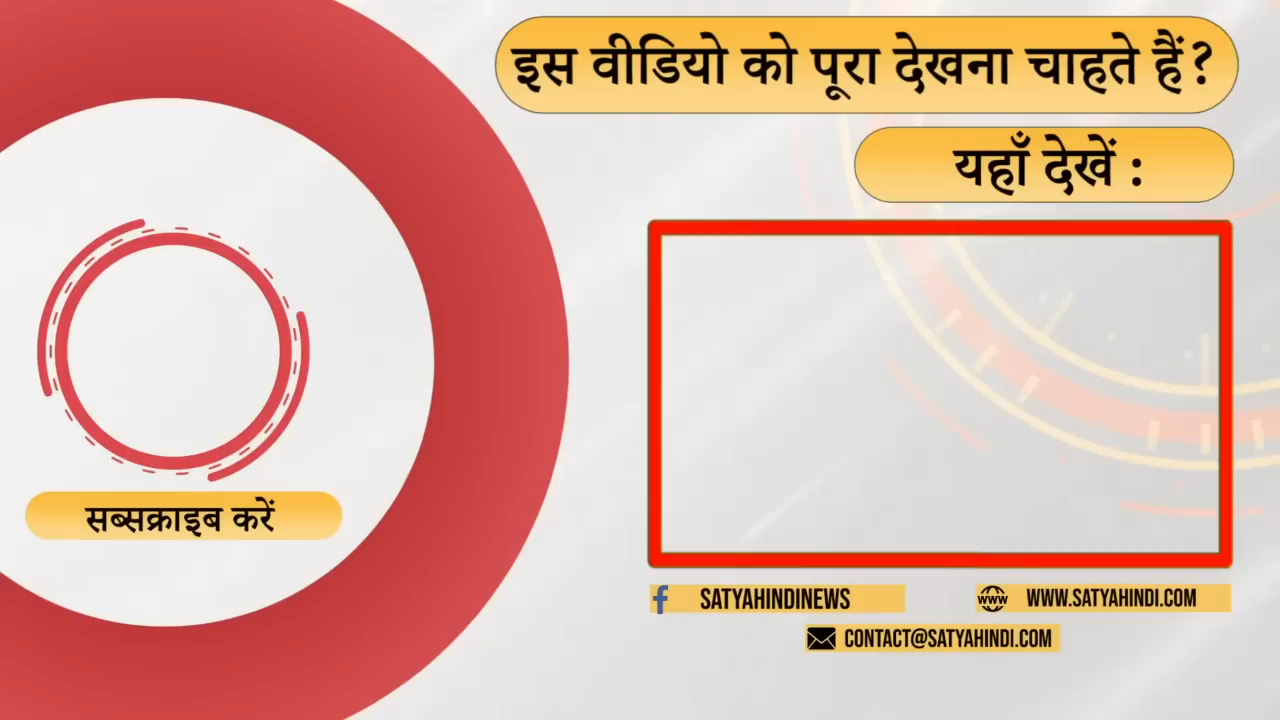 इस वीडियो को पूरा देखना चाहते हैं?
यहाँ देखें :
सब्सक्राइब करें
SATYAHINDINEWS
WWW.SATYAHINDI.COM
CONTACT@SATYAHINDI.COM